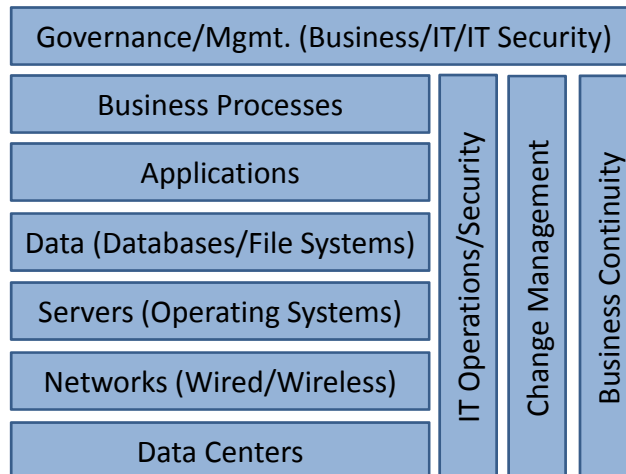 Governance/Mgmt. (Business/IT/IT Security)
Business Processes
Applications
Data (Databases/File Systems)
Servers (Operating Systems)
Networks (Wired/Wireless)
Data Centers
IT Operations/Security
Change Management
Business Continuity